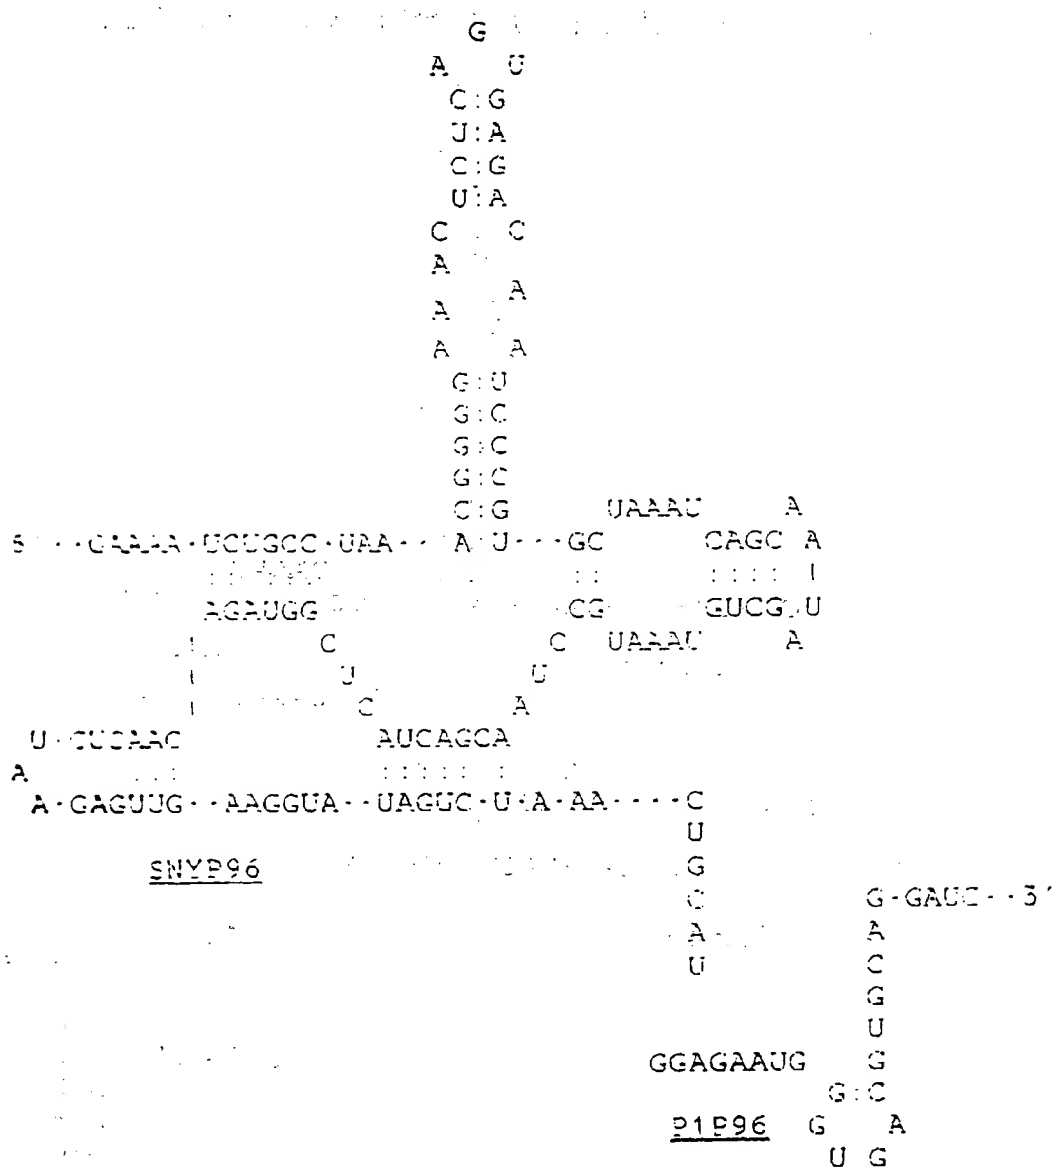 G
A U
C:G
U:A
C:G
U:A
C C
A
A
A
A A
G:U
G:C
G:C
G:C
C:G UAAAU A
5' ··GAAAA·UCUGCC·UAA·· A U···GC CAGC A
:: :::: |
AGAUGG CG GUCG U
C C UAAAU A
U U
C A
U·CUCAAC AUCAGCA
A
A·GAGUUG··AAGGUA··UAGUC·U·A·AA····C
U
SNYP96 G
C G·GAUC··3'
A A
U C
G
U
GGAGAAUG G
G:C
P1P96 G A
U G